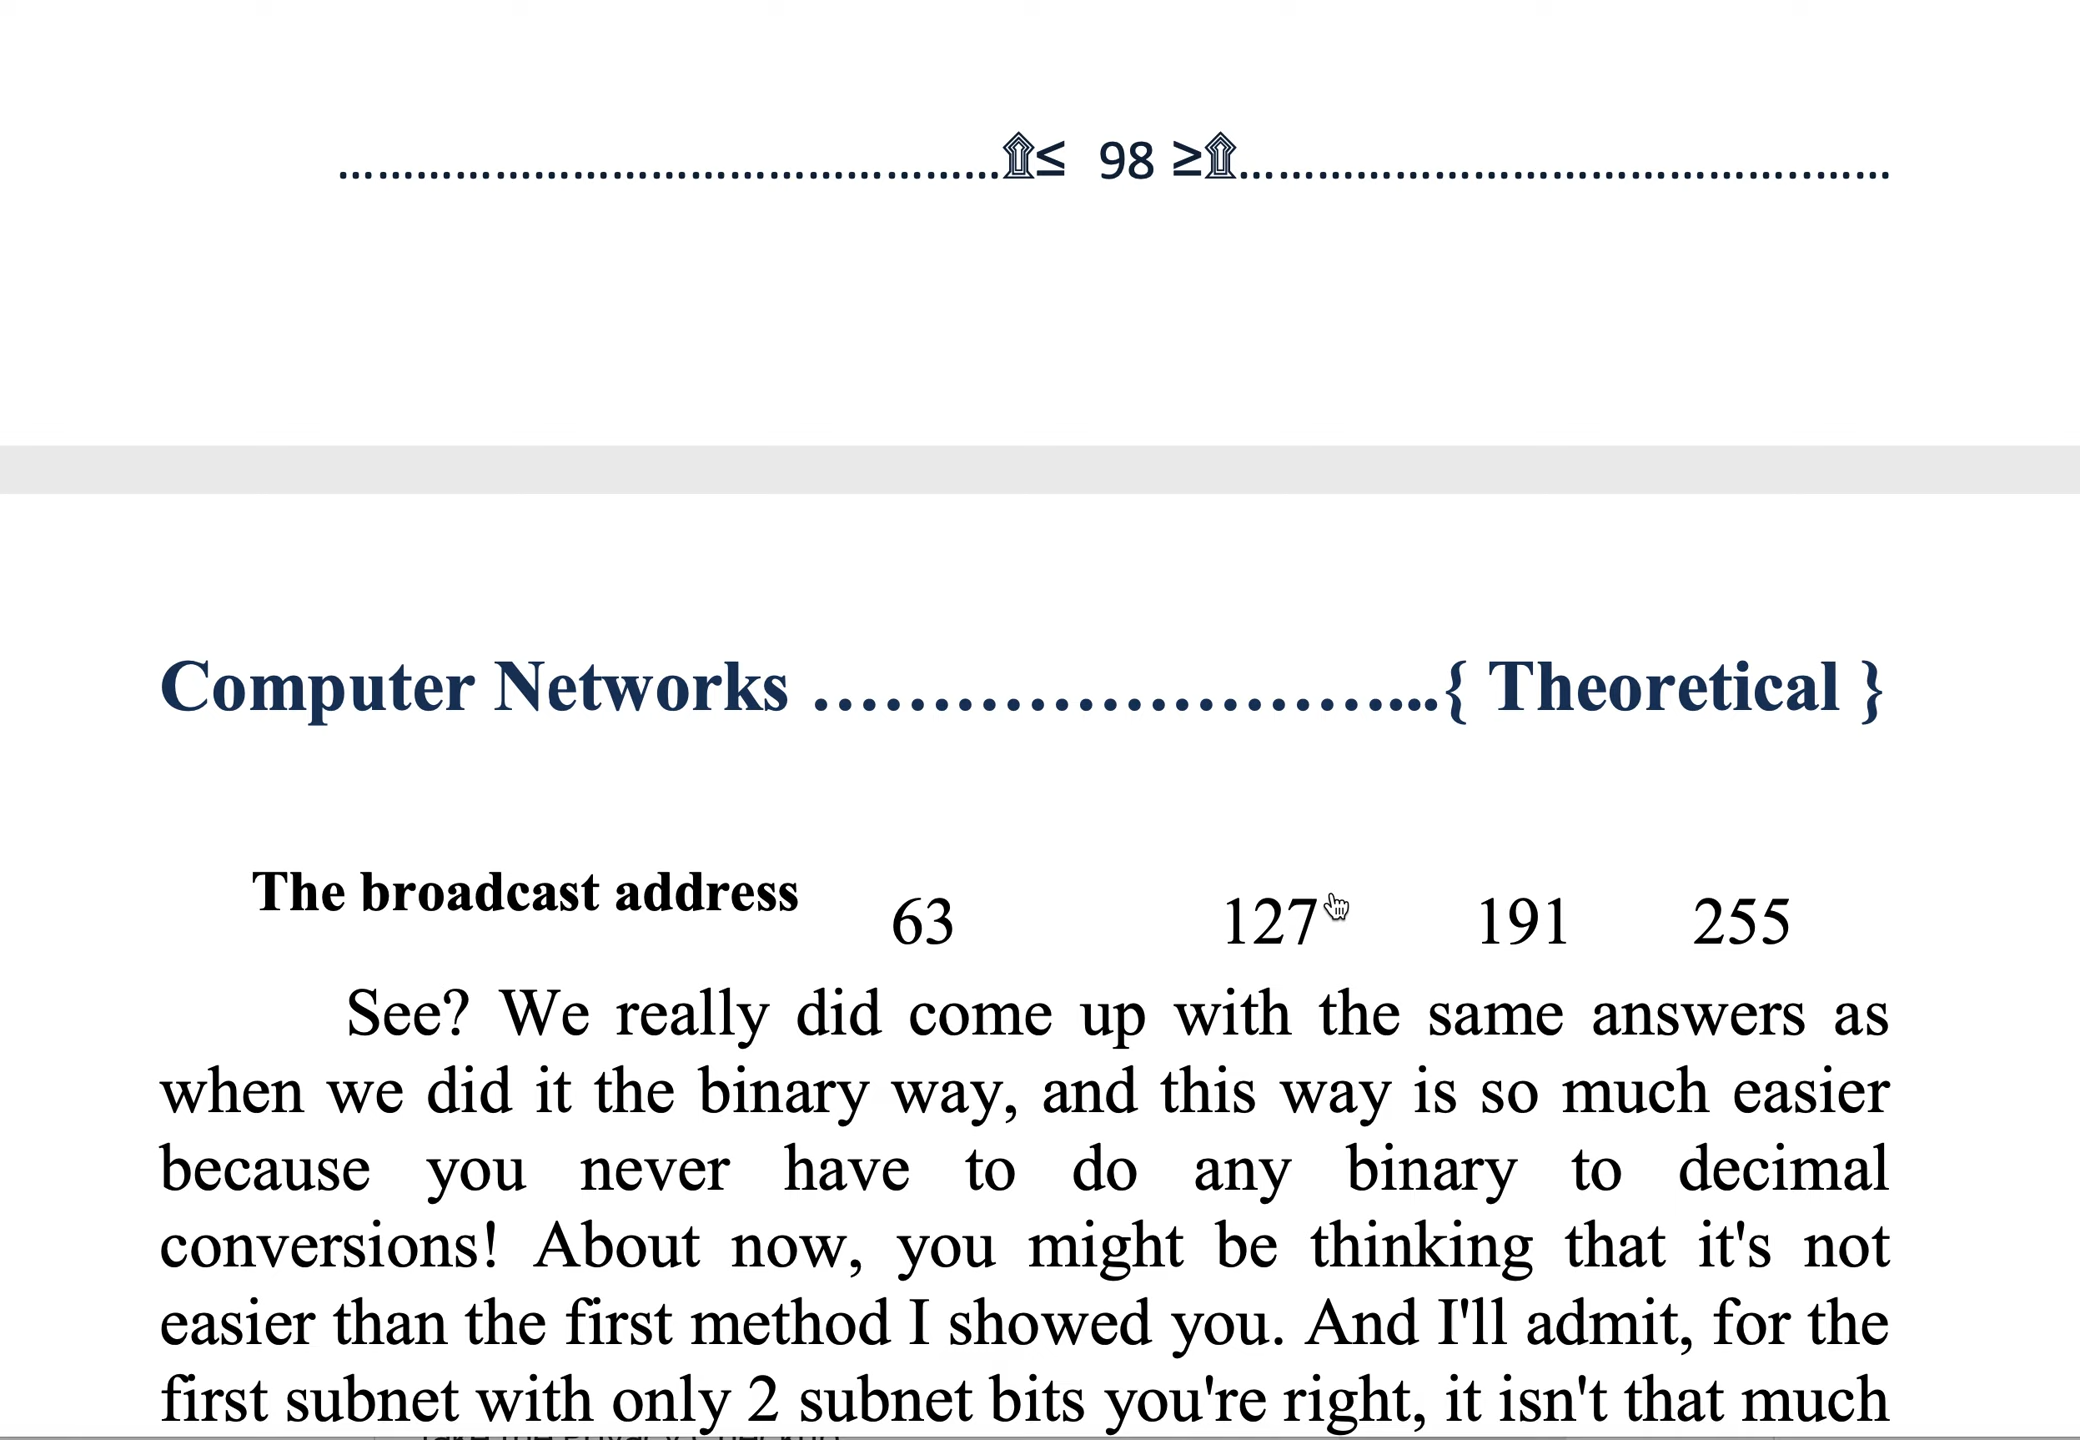 .......................................................۩≤ 98 ≥۩.......................................................
Computer Networks ………………………...{ Theoretical }
The broadcast address 63 127 191 255
See? We really did come up with the same answers as
when we did it the binary way, and this way is so much easier
because you never have to do any binary to decimal
conversions! About now, you might be thinking that it's not
easier than the first method I showed you. And I'll admit, for the
first subnet with only 2 subnet bits you're right, it isn't that much